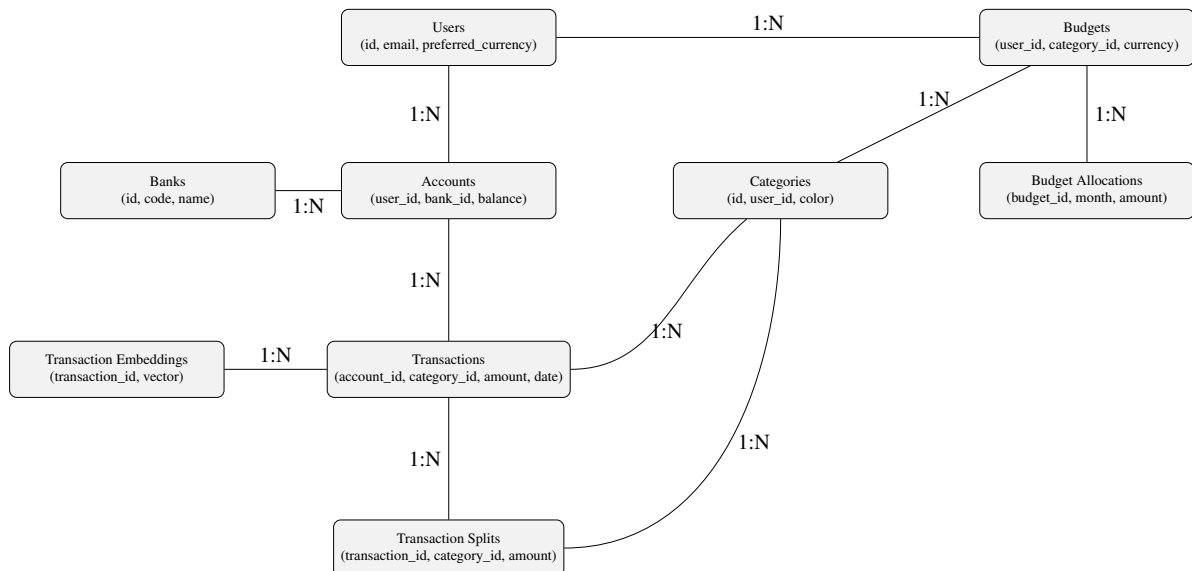 Users
(id, email, preferred_currency)
1:N
Budgets
(user_id, category_id, currency)
1:N
1:N
1:N
Banks
(id, code, name)
1:N
Accounts
(user_id, bank_id, balance)
Categories
(id, user_id, color)
Budget Allocations
(budget_id, month, amount)
1:N
1:N
Transaction Embeddings
(transaction_id, vector)
1:N
Transactions
(account_id, category_id, amount, date)
1:N
1:N
Transaction Splits
(transaction_id, category_id, amount)